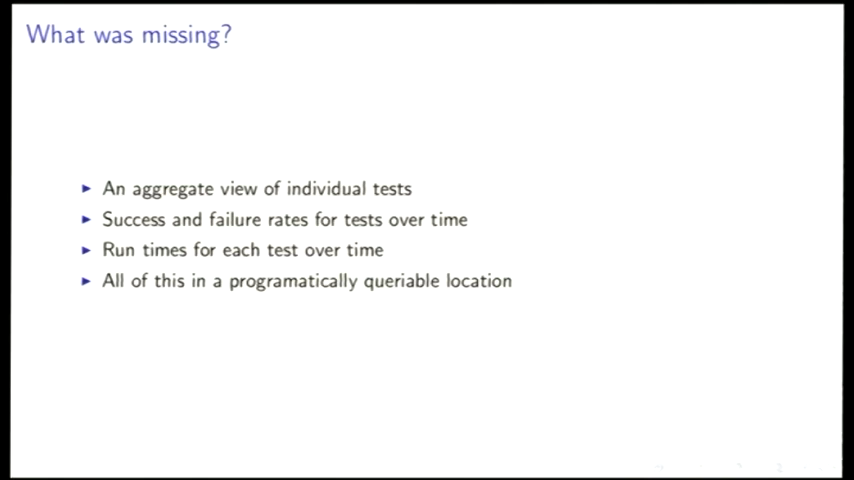 What was missing?
► An aggregate view of individual tests
► Success and failure rates for tests over time
► Run times for each test over time
► All of this in a programatically queriable location